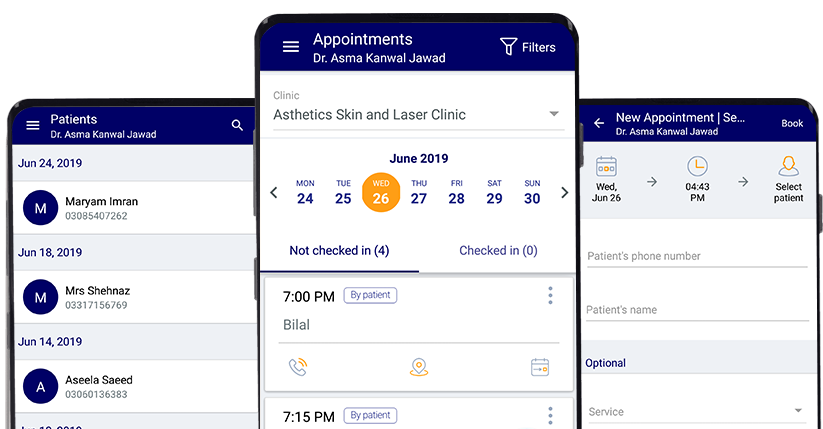 Patients
Dr. Asma Kanwal Jawad
Jun 24, 2019
M
Maryam Imran
03085407262
Jun 18, 2019
M
Mrs Shehnaz
03317156769
Jun 14, 2019
A
Aseela Saeed
03060136383
Appointments
Dr. Asma Kanwal Jawad
Filters
Clinic
Asthetics Skin and Laser Clinic
June 2019
MON TUE WED THU FRI SAT SUN
24 25 26 27 28 29 30
Not checked in (4) Checked in (0)
7:00 PM By patient
Bilal
7:15 PM By patient
New Appointment | Se...
Dr. Asma Kanwal Jawad
Book
Wed, 04:43 Select
Jun 26 PM patient
Patient's phone number
Patient's name
Optional
Service